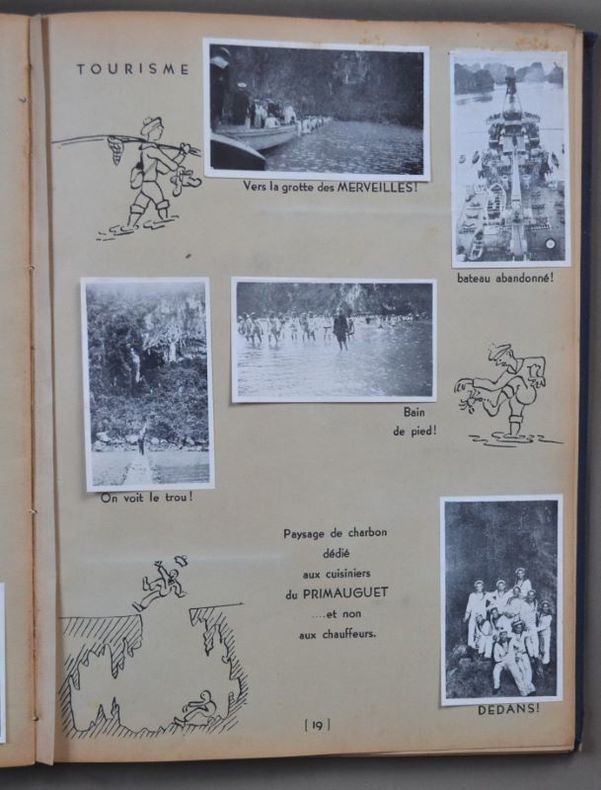 TOURISME
Vers la grotte des MERVEILLES!
bateau abandonné!
Bain
de pied!
On voit le trou!
Paysage de charbon
dédié
aux cuisiniers
du PRIMAUGUET
....et non
aux chauffeurs.
DEDANS!
[19]